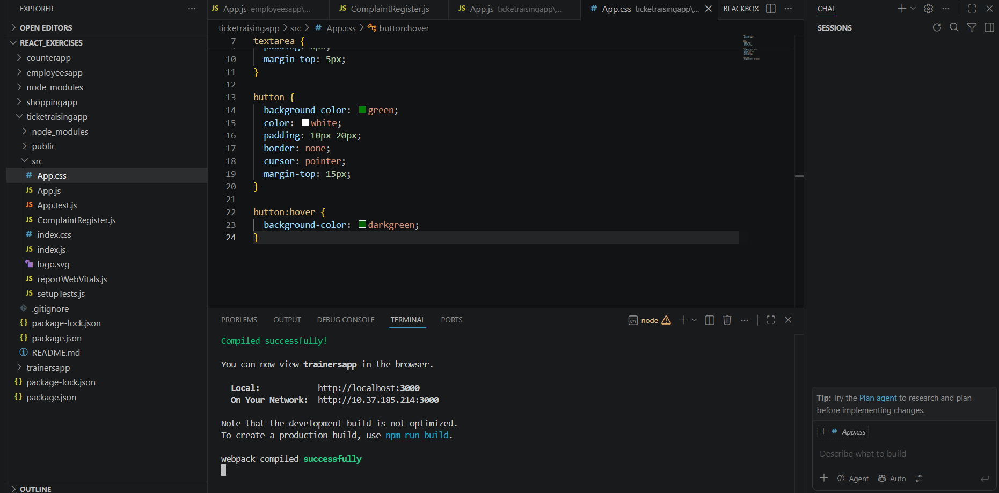 EXPLORER
OPEN EDITORS
REACT_EXERCISES
counterapp
employeesapp
node_modules
shoppingapp
ticketraisingapp
node_modules
public
src
# App.css
JS App.js
JS App.test.js
JS ComplaintRegister.js
# index.css
JS index.js
logo.svg
JS reportWebVitals.js
JS setupTests.js
.gitignore
{} package-lock.json
{} package.json
README.md
trainersapp
{} package-lock.json
{} package.json
OUTLINE
JS App.js employeesapp\...
JS ComplaintRegister.js
JS App.js ticketraisingapp\...
# App.css ticketraisingapp\...
BLACKBOX
ticketraisingapp > src > # App.css > button:hover
7 textarea {
10 margin-top: 5px;
11 }
12
13 button {
14 background-color: green;
15 color: white;
16 padding: 10px 20px;
17 border: none;
18 cursor: pointer;
19 margin-top: 15px;
20 }
21
22 button:hover {
23 background-color: darkgreen;
24 }
PROBLEMS OUTPUT DEBUG CONSOLE TERMINAL PORTS
node
Compiled successfully!
You can now view trainersapp in the browser.
Local: http://localhost:3000
On Your Network: http://10.37.185.214:3000
Note that the development build is not optimized.
To create a production build, use npm run build.
webpack compiled successfully
CHAT
SESSIONS
Tip: Try the Plan agent to research and plan
before implementing changes.
# App.css
Describe what to build
Agent Auto